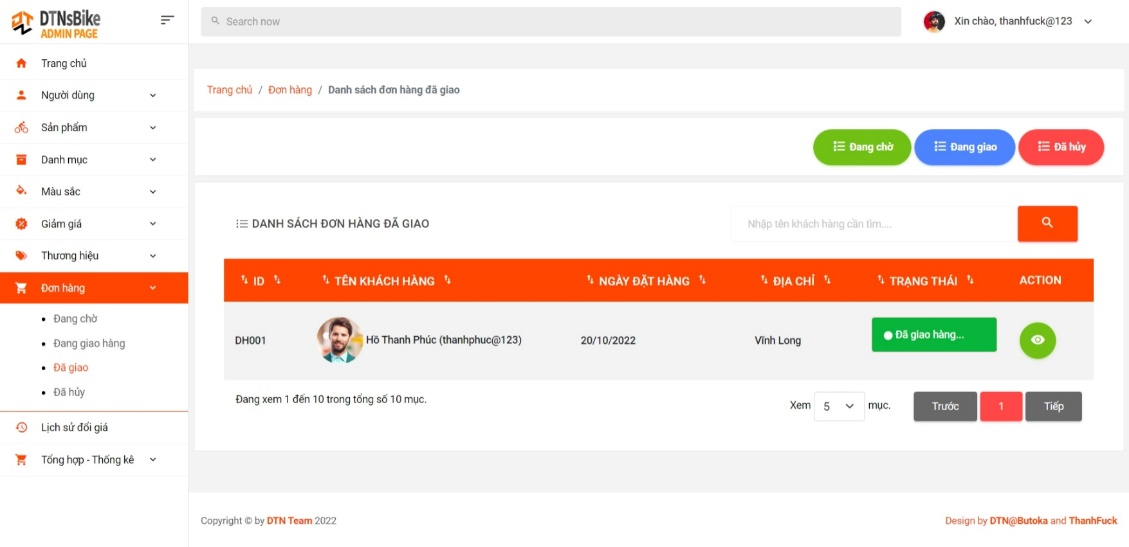 DTNsBike
ADMIN PAGE
Search now
Xin chào, thanhfuck@123
Trang chủ
Người dùng
Sản phẩm
Danh mục
Màu sắc
Giảm giá
Thương hiệu
Đơn hàng
Đang chờ
Đang giao hàng
Đã giao
Đã hủy
Lịch sử đổi giá
Tổng hợp - Thống kê
Trang chủ / Đơn hàng / Danh sách đơn hàng đã giao
Đang chờ Đang giao Đã hủy
DANH SÁCH ĐƠN HÀNG ĐÃ GIAO
Nhập tên khách hàng cần tìm....
ID TÊN KHÁCH HÀNG NGÀY ĐẶT HÀNG ĐỊA CHỈ TRẠNG THÁI ACTION
DH001 Hồ Thanh Phúc (thanhphuc@123) 20/10/2022 Vĩnh Long Đã giao hàng...
Đang xem 1 đến 10 trong tổng số 10 mục.
Xem 5 mục. Trước 1 Tiếp
Copyright © by DTN Team 2022
Design by DTN@Butoka and ThanhFuck